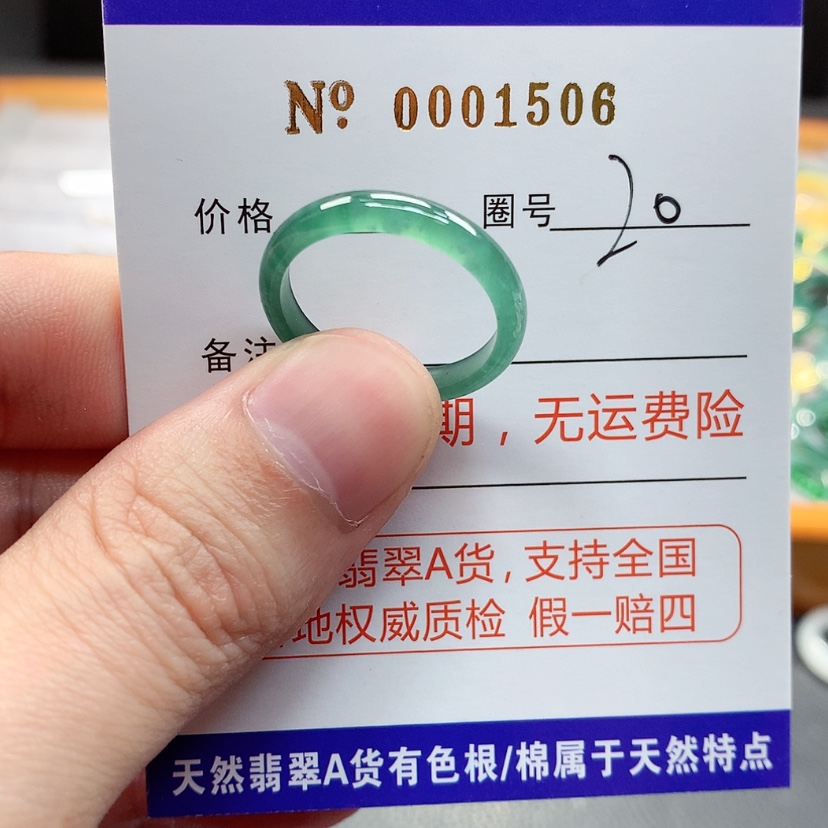 Nº 0001506
价格 圈号 20
备注
期，无运费险
翡翠A货，支持全国
地权威质检 假一赔四
天然翡翠A货有色根/棉属于天然特点